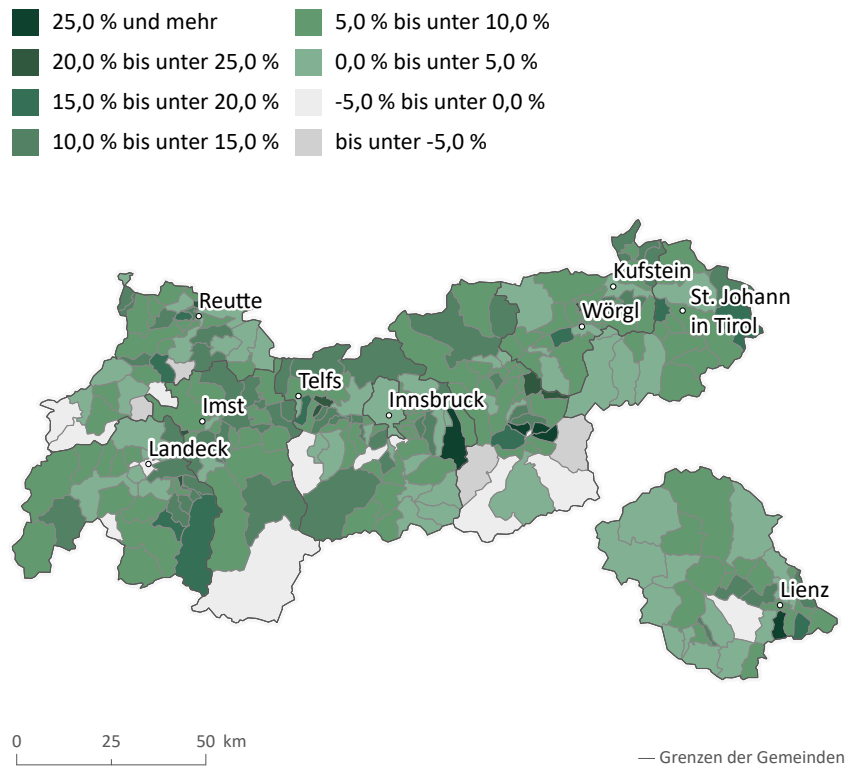 25,0 % und mehr
20,0 % bis unter 25,0 %
15,0 % bis unter 20,0 %
10,0 % bis unter 15,0 %
5,0 % bis unter 10,0 %
0,0 % bis unter 5,0 %
-5,0 % bis unter 0,0 %
bis unter -5,0 %
Kufstein
Reutte
St. Johann
in Tirol
Wörgl
Telfs
Imst
Innsbruck
Landeck
Lienz
0 25 50 km
Grenzen der Gemeinden